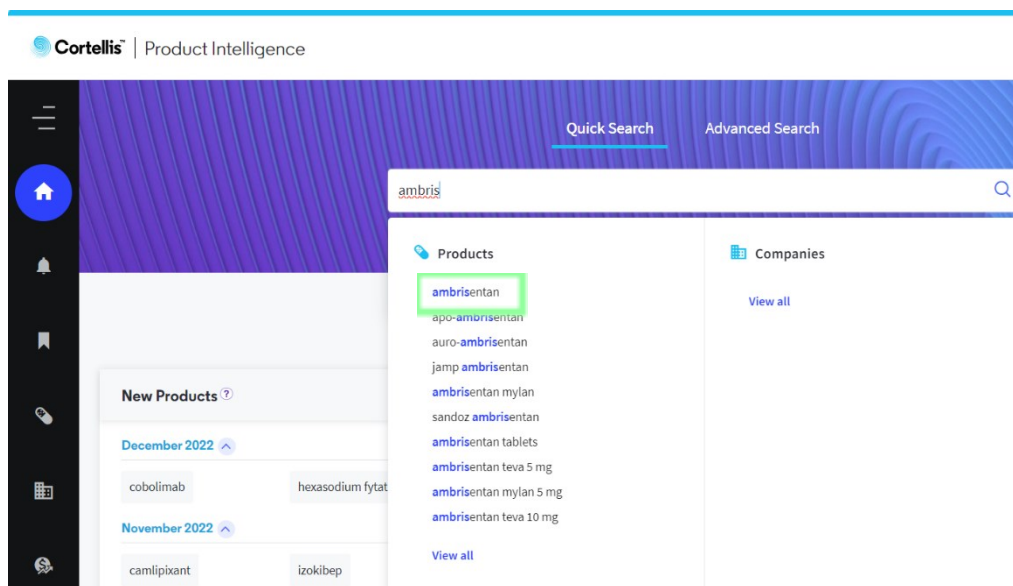 Cortellis™ | Product Intelligence
Quick Search
Advanced Search
ambris
Products
ambrisentan
apo-ambrisentan
auro-ambrisentan
jamp ambrisentan
ambrisentan mylan
sandoz ambrisentan
ambrisentan tablets
ambrisentan teva 5 mg
ambrisentan mylan 5 mg
ambrisentan teva 10 mg
View all
Companies
View all
New Products ?
December 2022
cobolimab
hexasodium fytat
November 2022
camlipixant
izokibep